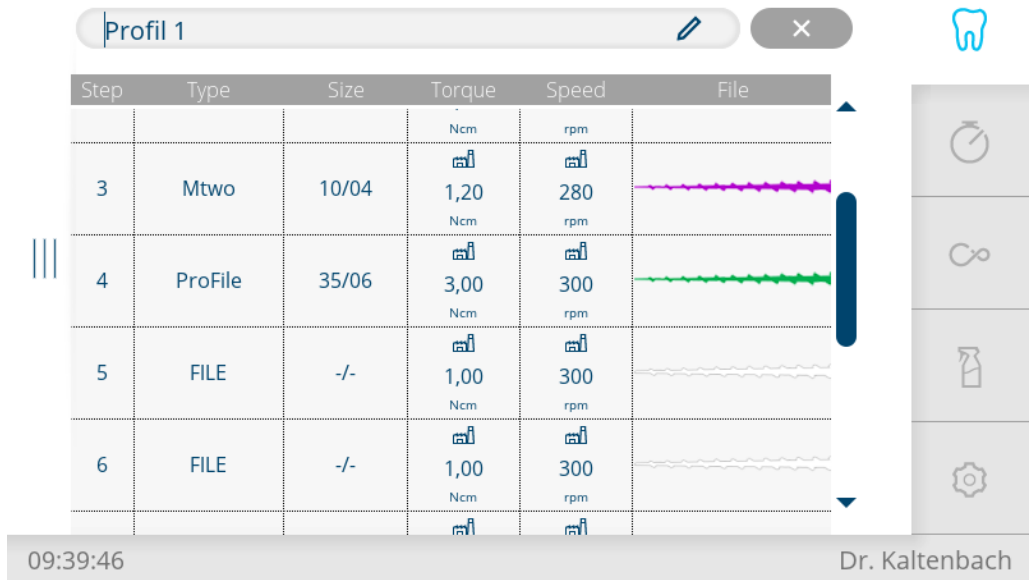 Profil 1
Step Type Size Torque Speed File
Ncm rpm
3 Mtwo 10/04 1,20 280
Ncm rpm
4 ProFile 35/06 3,00 300
Ncm rpm
5 FILE -/- 1,00 300
Ncm rpm
6 FILE -/- 1,00 300
Ncm rpm
09:39:46 Dr. Kaltenbach